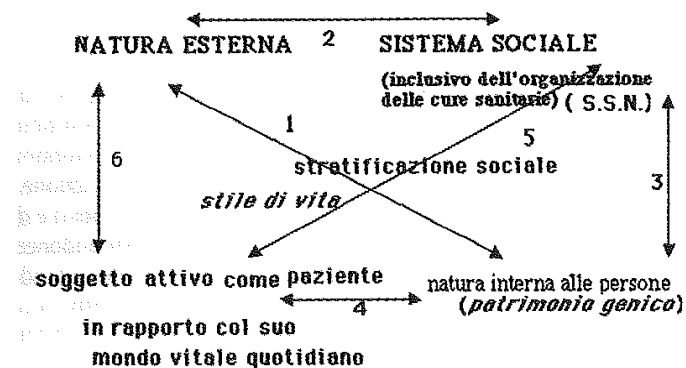 2
NATURA ESTERNA SISTEMA SOCIALE
(inclusivo dell'organizzazione
delle cure sanitarie) ( S.S.N.)
1
5
6
stratificazione sociale
3
stile di vita
soggetto attivo come paziente
natura interna alle persone
4
(patrimonio genico)
in rapporto col suo
mondo vitale quotidiano